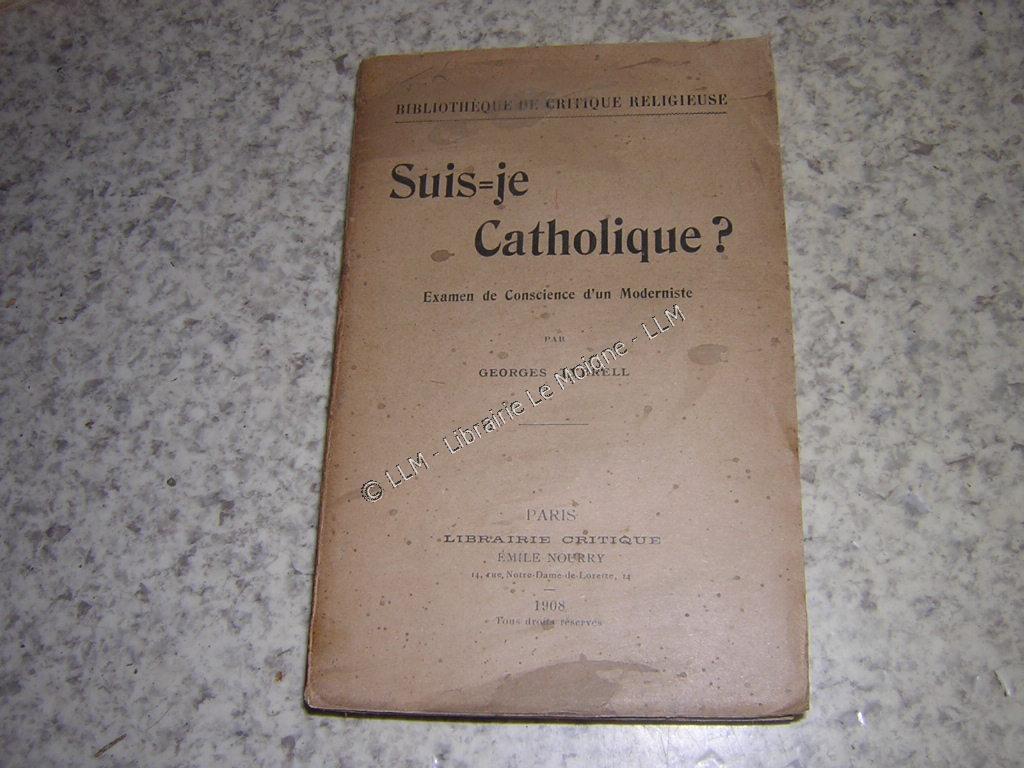 BIBLIOTHÈQUE DE CRITIQUE RELIGIEUSE
Suis=je
Catholique ?
Examen de Conscience d'un Moderniste
PAR
GEORGES
© LLM - Librairie Le Moigne - LLM
PARIS
LIBRAIRIE CRITIQUE
ÉMILE NOURRY
14, rue, Notre-Dame-de-Lorette, 14
1908
Tous droits réservés